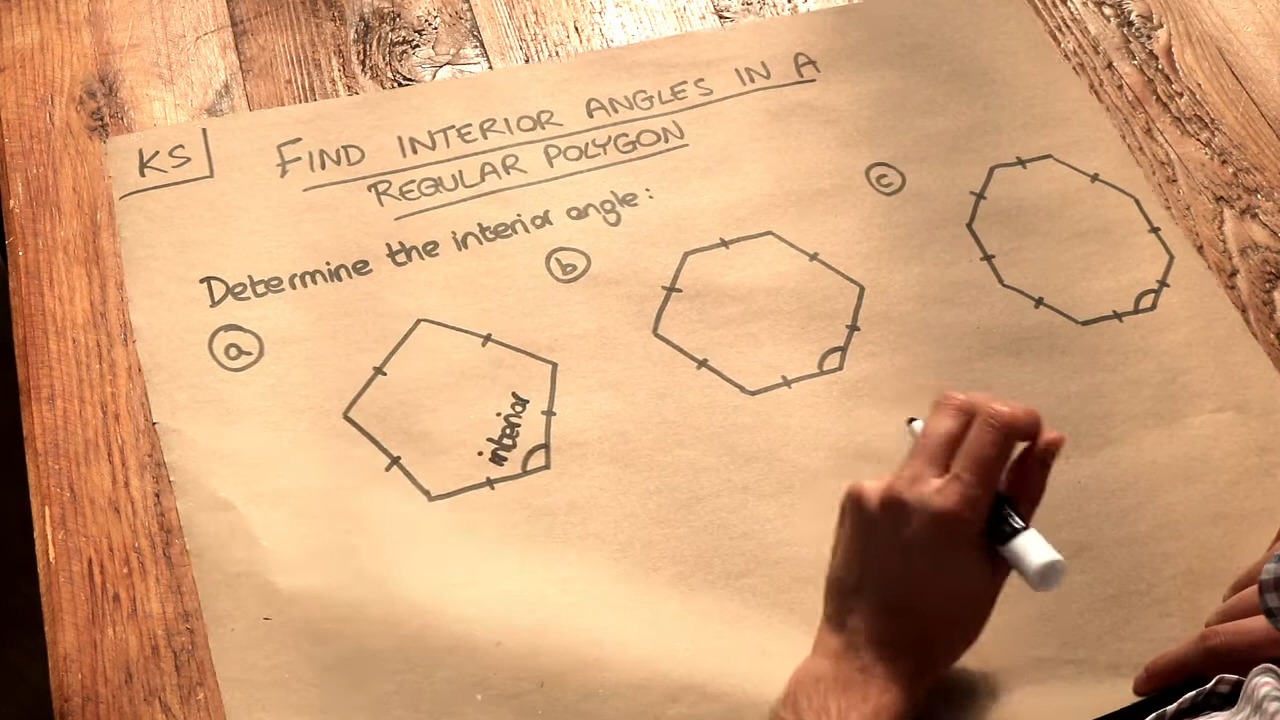 KS
FIND INTERIOR ANGLES IN A
REGULAR POLYGON
Determine the interior angle:
a
b
c
interior